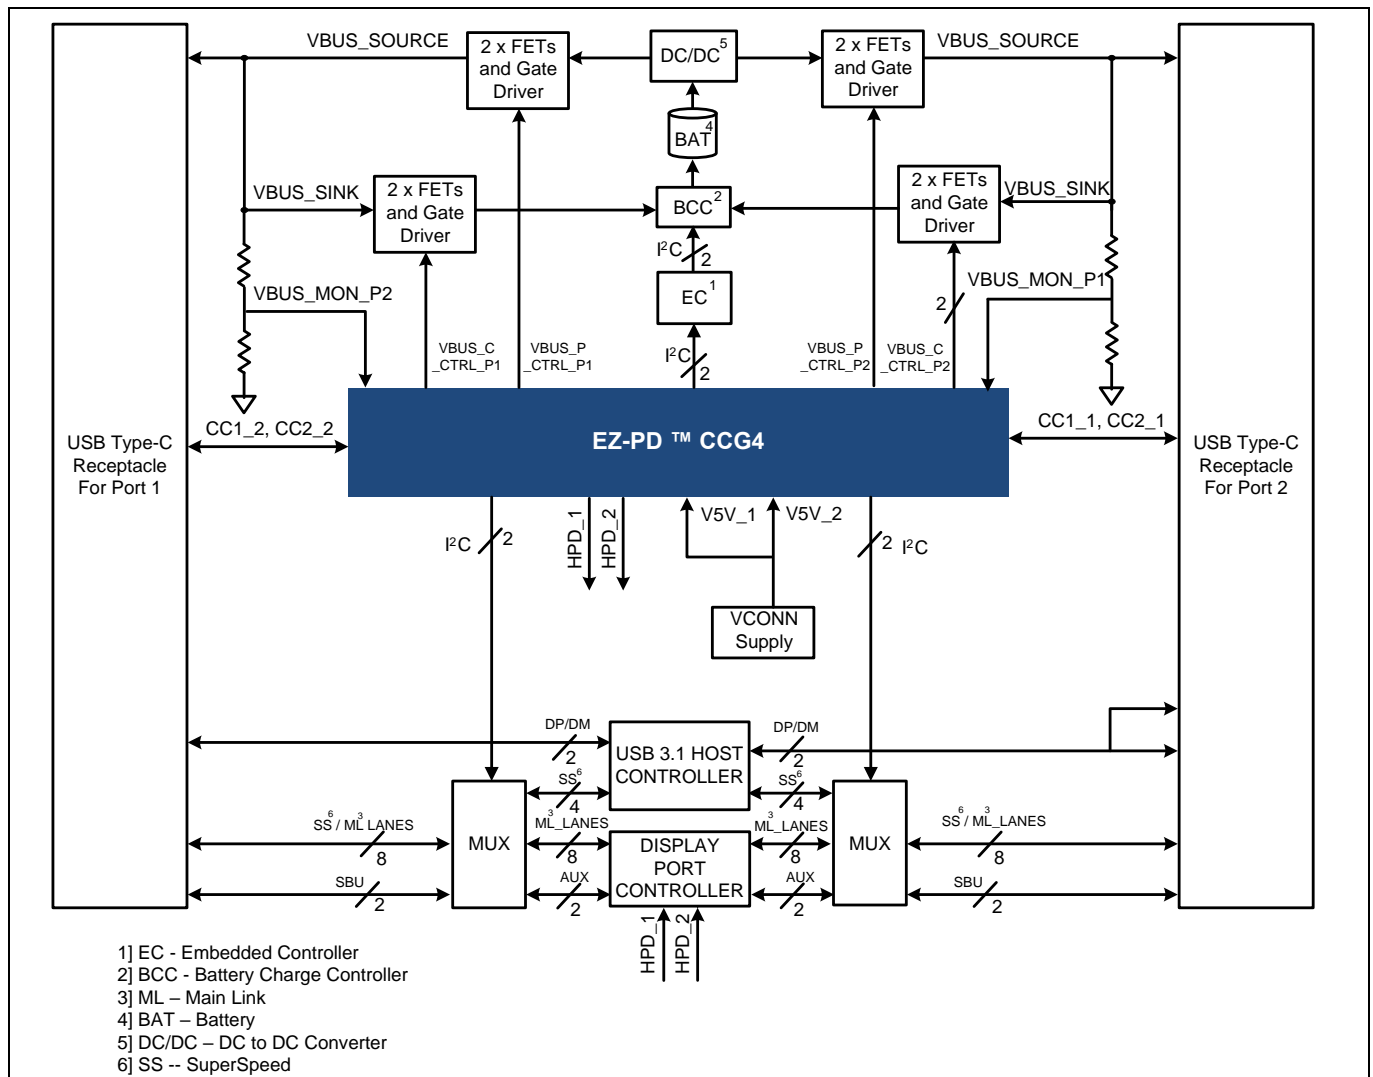 VBUS_SOURCE
2 x FETs
and Gate
Driver
DC/DC5
2 x FETs
and Gate
Driver
VBUS_SOURCE
BAT4
VBUS_SINK
2 x FETs
and Gate
Driver
BCC2
2 x FETs
and Gate
Driver
VBUS_SINK
I2C
2
VBUS_MON_P2
EC1
2
VBUS_MON_P1
VBUS_C
_CTRL_P1
VBUS_P
_CTRL_P1
I2C
2
VBUS_P
_CTRL_P2
VBUS_C
_CTRL_P2
USB Type-C
Receptacle
For Port 1
CC1_2, CC2_2
EZ-PD ™ CCG4
CC1_1, CC2_1
USB Type-C
Receptacle
For Port 2
I2C
2
HPD_1
HPD_2
V5V_1
V5V_2
2
I2C
VCONN
Supply
DP/DM
2
USB 3.1 HOST
CONTROLLER
DP/DM
2
SS6
4
SS6
4
SS6 / ML3 LANES
8
MUX
ML3_LANES
8
DISPLAY
PORT
CONTROLLER
ML3_LANES
8
MUX
SS6 / ML3_LANES
8
SBU
2
AUX
2
AUX
2
SBU
2
HPD_1
HPD_2
1] EC - Embedded Controller
2] BCC - Battery Charge Controller
3] ML – Main Link
4] BAT – Battery
5] DC/DC – DC to DC Converter
6] SS -- SuperSpeed